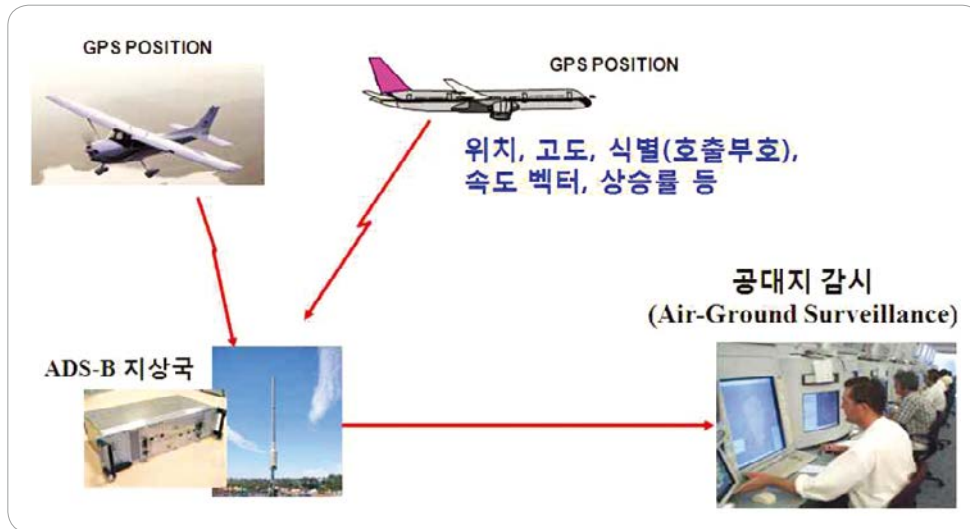 GPS POSITION
GPS POSITION
위치, 고도, 식별(호출부호),
속도 벡터, 상승률 등
공대지 감시
(Air-Ground Surveillance)
ADS-B 지상국